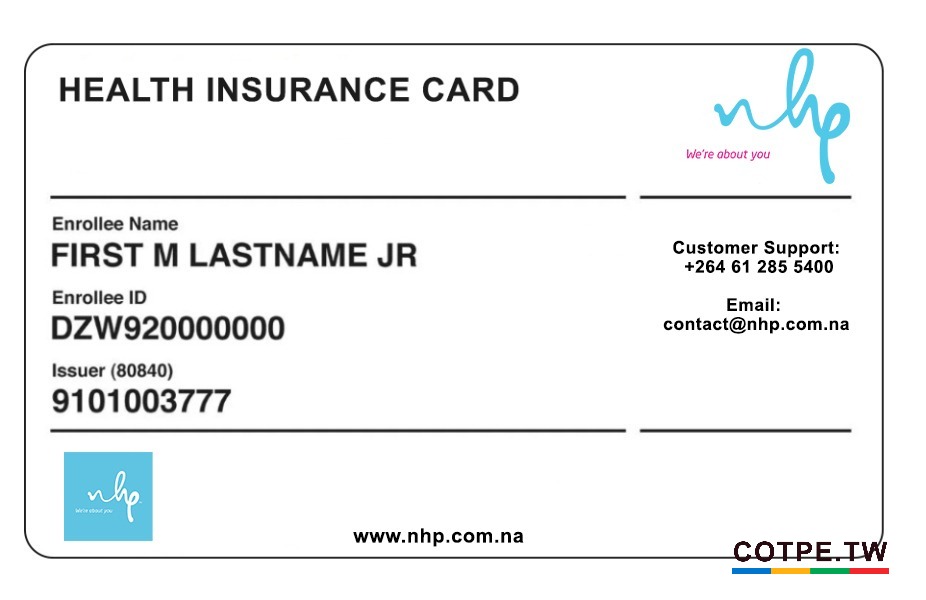 HEALTH INSURANCE CARD
nhp
We're about you
Enrollee Name
FIRST M LASTNAME JR
Enrollee ID
DZW920000000
Issuer (80840)
9101003777
Customer Support:
+264 61 285 5400
Email:
contact@nhp.com.na
nhp
We're about you
www.nhp.com.na
COTPE.TW